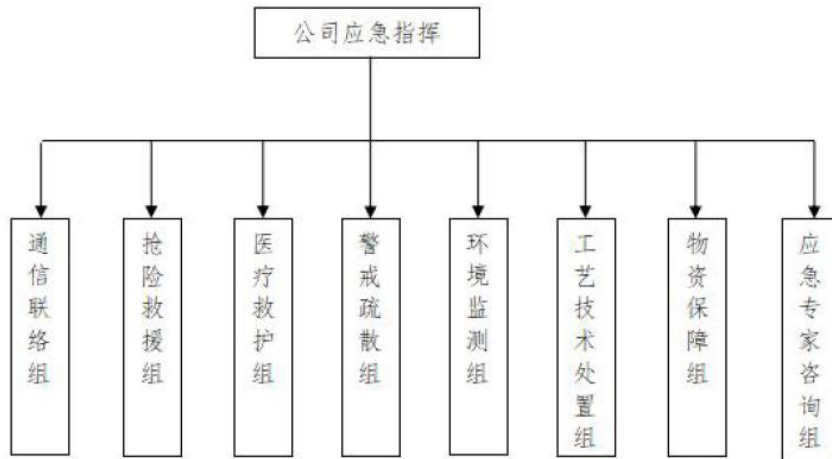 公司应急指挥
通信联络组
抢险救援组
医疗救护组
警戒疏散组
环境监测组
工艺技术处置组
物资保障组
应急专家咨询组